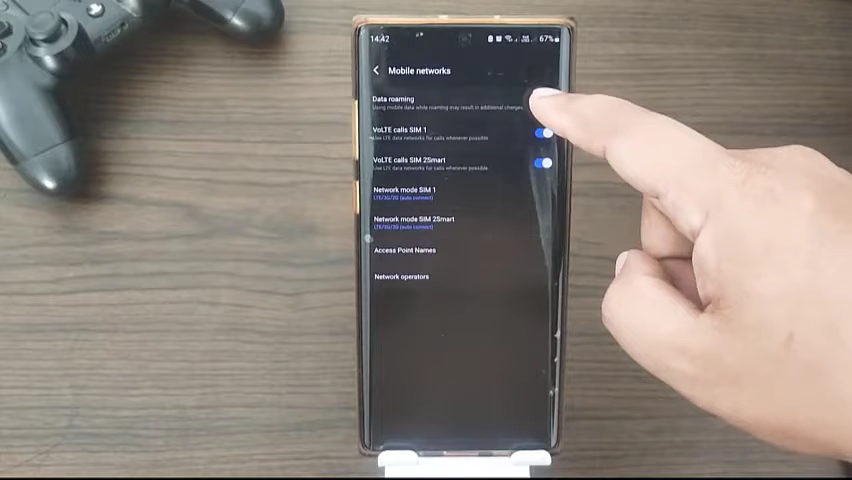 14:42
67%
Mobile networks
Data roaming
Using mobile data while roaming may result in additional charges.
VoLTE calls SIM 1
Use LTE data networks for calls whenever possible
VoLTE calls SIM 2Smart
Use LTE data networks for calls whenever possible
Network mode SIM 1
LTE/3G/2G (auto connect)
Network mode SIM 2Smart
LTE/3G/2G (auto connect)
Access Point Names
Network operators